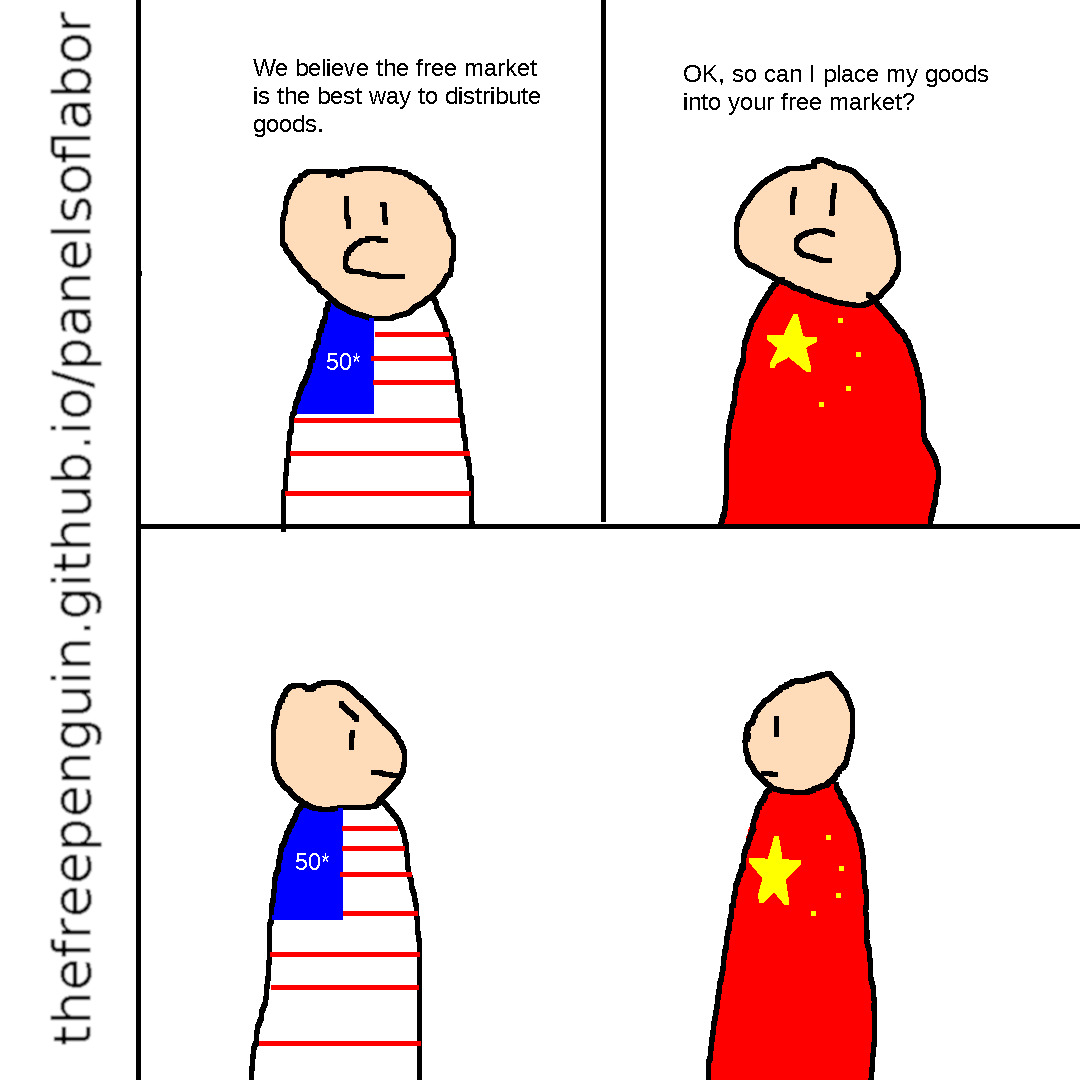 thefreepenguin.github.io/panelsoflabor
We believe the free market
is the best way to distribute
goods.
OK, so can I place my goods
into your free market?
50*
50*